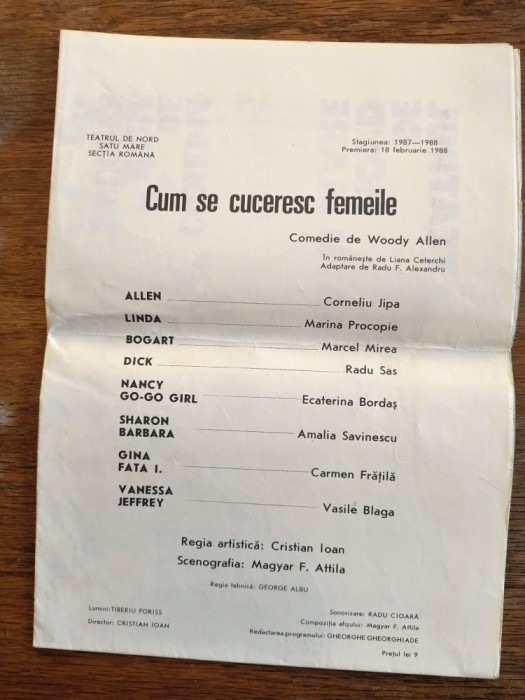 TEATRUL DE NORD
SATU MARE
SECȚIA ROMÂNA
Stagiunea: 1987—1988
Premiera: 18 februarie 1988
Cum se cuceresc femeile
Comedie de Woody Allen
În românește de Liana Ceterchi
Adaptare de Radu F. Alexandru
ALLEN Corneliu Jipa
LINDA Marina Procopie
BOGART Marcel Mirea
DICK Radu Sas
NANCY
GO-GO GIRL Ecaterina Bordaș
SHARON
BARBARA Amalia Savinescu
GINA
FATA I. Carmen Frățilă
VANESSA
JEFFREY Vasile Blaga
Regia artistică: Cristian Ioan
Scenografia: Magyar F. Attila
Regia tehnică: GEORGE ALBU
Lumini: TIBERIU FORISS
Director: CRISTIAN IOAN
Sonorizare: RADU CIOARĂ
Compoziția afișului: Magyar F. Attila
Redactarea programului: GHEORGHE GHEORGHIADE
Prețul lei 9